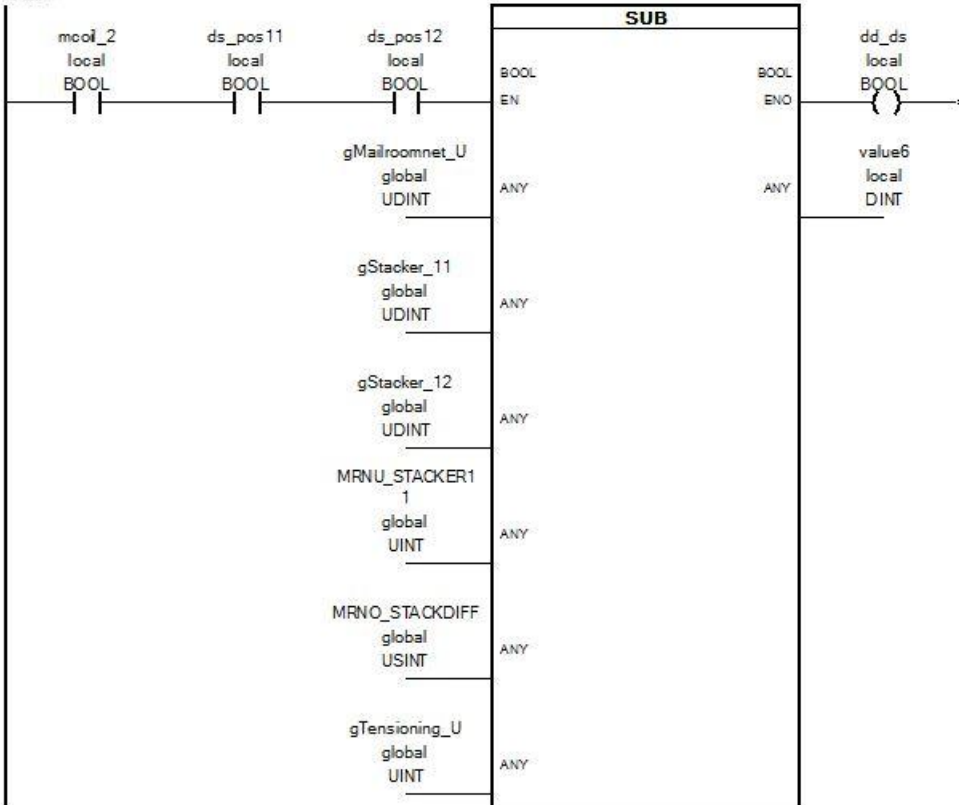 SUB
mcoil_2
local
BOOL
ds_pos11
local
BOOL
ds_pos12
local
BOOL
BOOL
EN
BOOL
ENO
dd_ds
local
BOOL
gMailroomnet_U
global
UDINT
ANY
ANY
value6
local
DINT
gStacker_11
global
UDINT
ANY
gStacker_12
global
UDINT
ANY
MRNU_STACKER1
1
global
UINT
ANY
MRNO_STACKDIFF
global
USINT
ANY
gTensioning_U
global
UINT
ANY